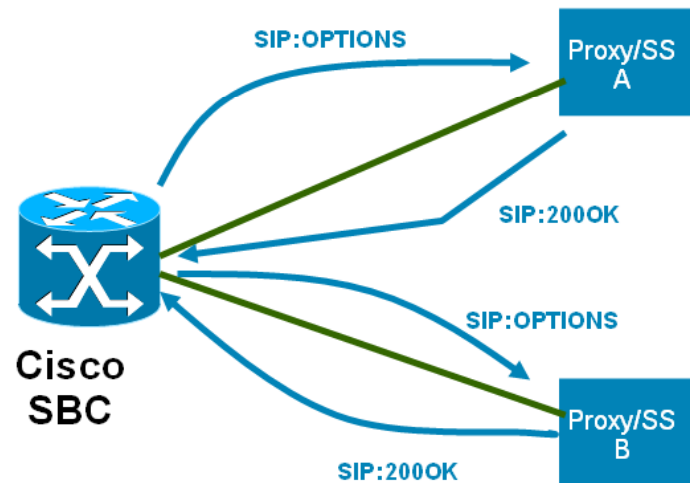 SIP:OPTIONS
Proxy/SS
A
SIP:200OK
Cisco
SBC
SIP:OPTIONS
Proxy/SS
B
SIP:200OK